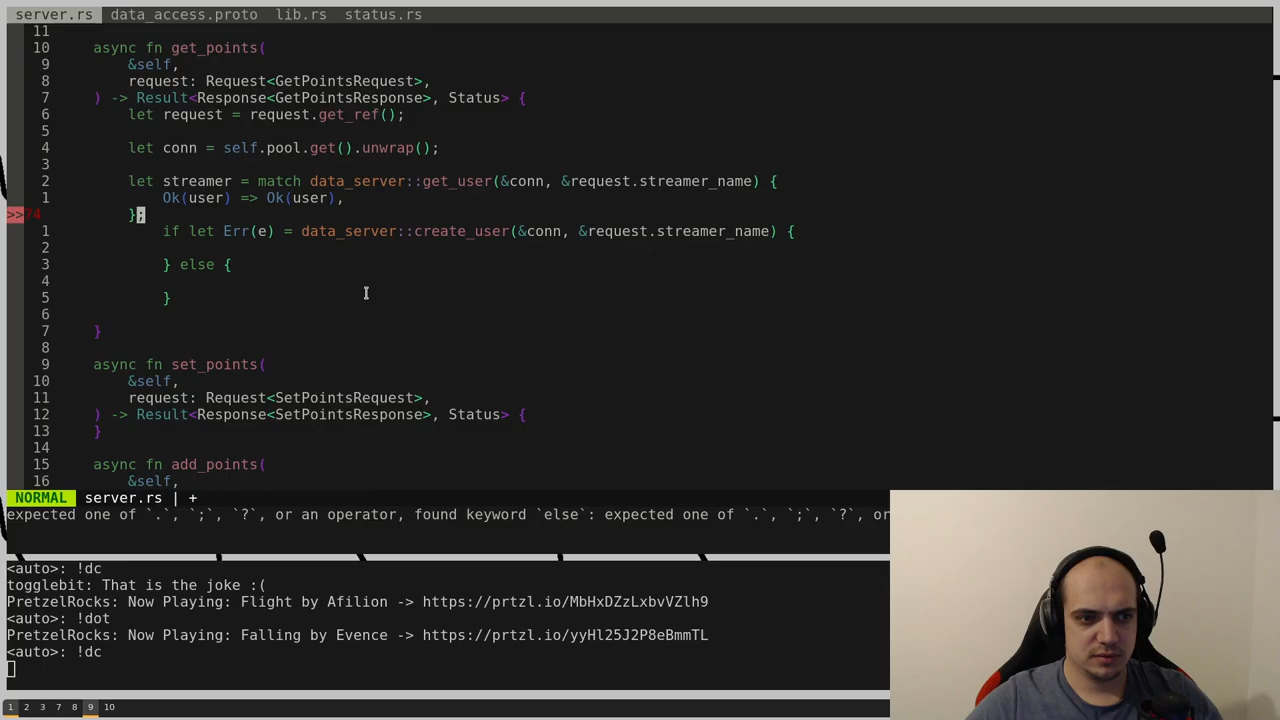 server.rs data_access.proto lib.rs status.rs
11
10 async fn get_points(
9 &self,
8 request: Request<GetPointsRequest>,
7 ) -> Result<Response<GetPointsResponse>, Status> {
6 let request = request.get_ref();
5
4 let conn = self.pool.get().unwrap();
3
2 let streamer = match data_server::get_user(&conn, &request.streamer_name) {
1 Ok(user) => Ok(user),
>>74 };
1 if let Err(e) = data_server::create_user(&conn, &request.streamer_name) {
2
3 } else {
4
5 }
6
7 }
8
9 async fn set_points(
10 &self,
11 request: Request<SetPointsRequest>,
12 ) -> Result<Response<SetPointsResponse>, Status> {
13 }
14
15 async fn add_points(
16 &self,
NORMAL server.rs | +
expected one of `.`, `;`, `?`, or an operator, found keyword `else`: expected one of `.`, `;`, `?`, or
<auto>: !dc
togglebit: That is the joke :(
PretzelRocks: Now Playing: Flight by Afilion -> https://prtzl.io/MbHxDZzLxbvVZlh9
<auto>: !dot
PretzelRocks: Now Playing: Falling by Evence -> https://prtzl.io/yyHl25J2P8eBmmTL
<auto>: !dc
1 2 3 7 8 9 10